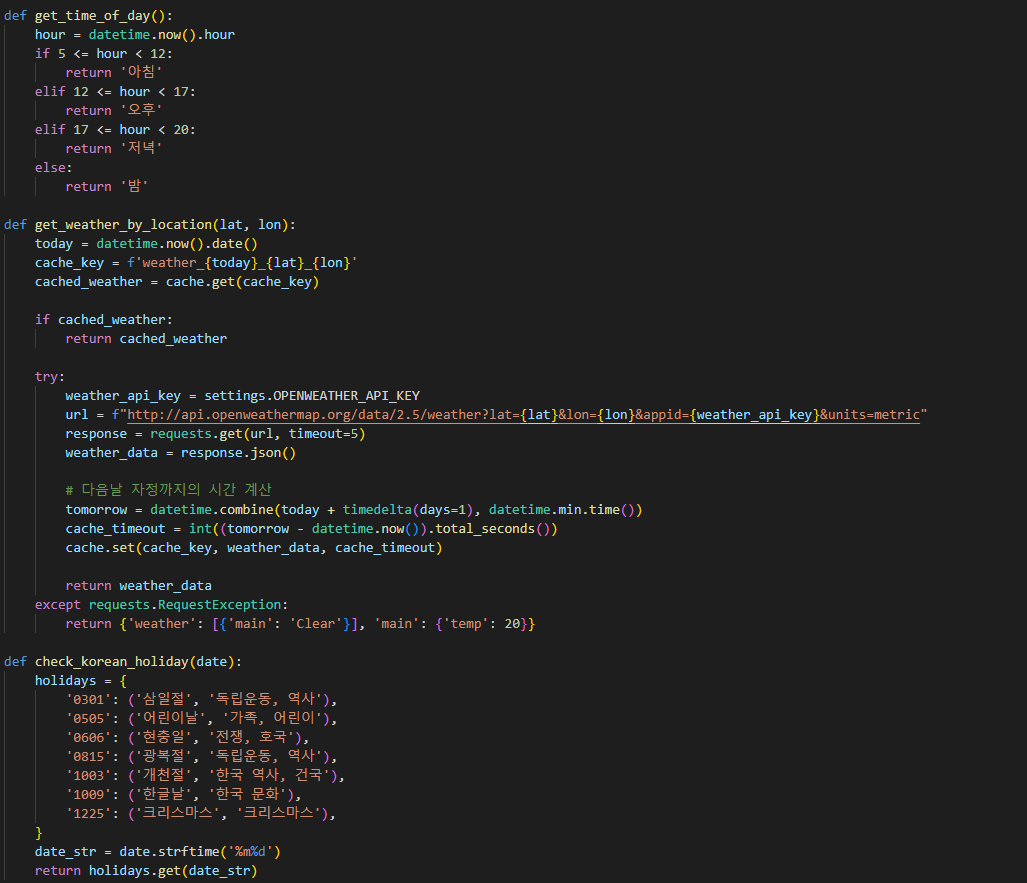 def get_time_of_day():
    hour = datetime.now().hour
    if 5 <= hour < 12:
        return '아침'
    elif 12 <= hour < 17:
        return '오후'
    elif 17 <= hour < 20:
        return '저녁'
    else:
        return '밤'

def get_weather_by_location(lat, lon):
    today = datetime.now().date()
    cache_key = f'weather_{today}_{lat}_{lon}'
    cached_weather = cache.get(cache_key)

    if cached_weather:
        return cached_weather

    try:
        weather_api_key = settings.OPENWEATHER_API_KEY
        url = f"http://api.openweathermap.org/data/2.5/weather?lat={lat}&lon={lon}&appid={weather_api_key}&units=metric"
        response = requests.get(url, timeout=5)
        weather_data = response.json()

        # 다음날 자정까지의 시간 계산
        tomorrow = datetime.combine(today + timedelta(days=1), datetime.min.time())
        cache_timeout = int((tomorrow - datetime.now()).total_seconds())
        cache.set(cache_key, weather_data, cache_timeout)

        return weather_data
    except requests.RequestException:
        return {'weather': [{'main': 'Clear'}], 'main': {'temp': 20}}

def check_korean_holiday(date):
    holidays = {
        '0301': ('삼일절', '독립운동, 역사'),
        '0505': ('어린이날', '가족, 어린이'),
        '0606': ('현충일', '전쟁, 호국'),
        '0815': ('광복절', '독립운동, 역사'),
        '1003': ('개천절', '한국 역사, 건국'),
        '1009': ('한글날', '한국 문화'),
        '1225': ('크리스마스', '크리스마스'),
    }
    date_str = date.strftime('%m%d')
    return holidays.get(date_str)